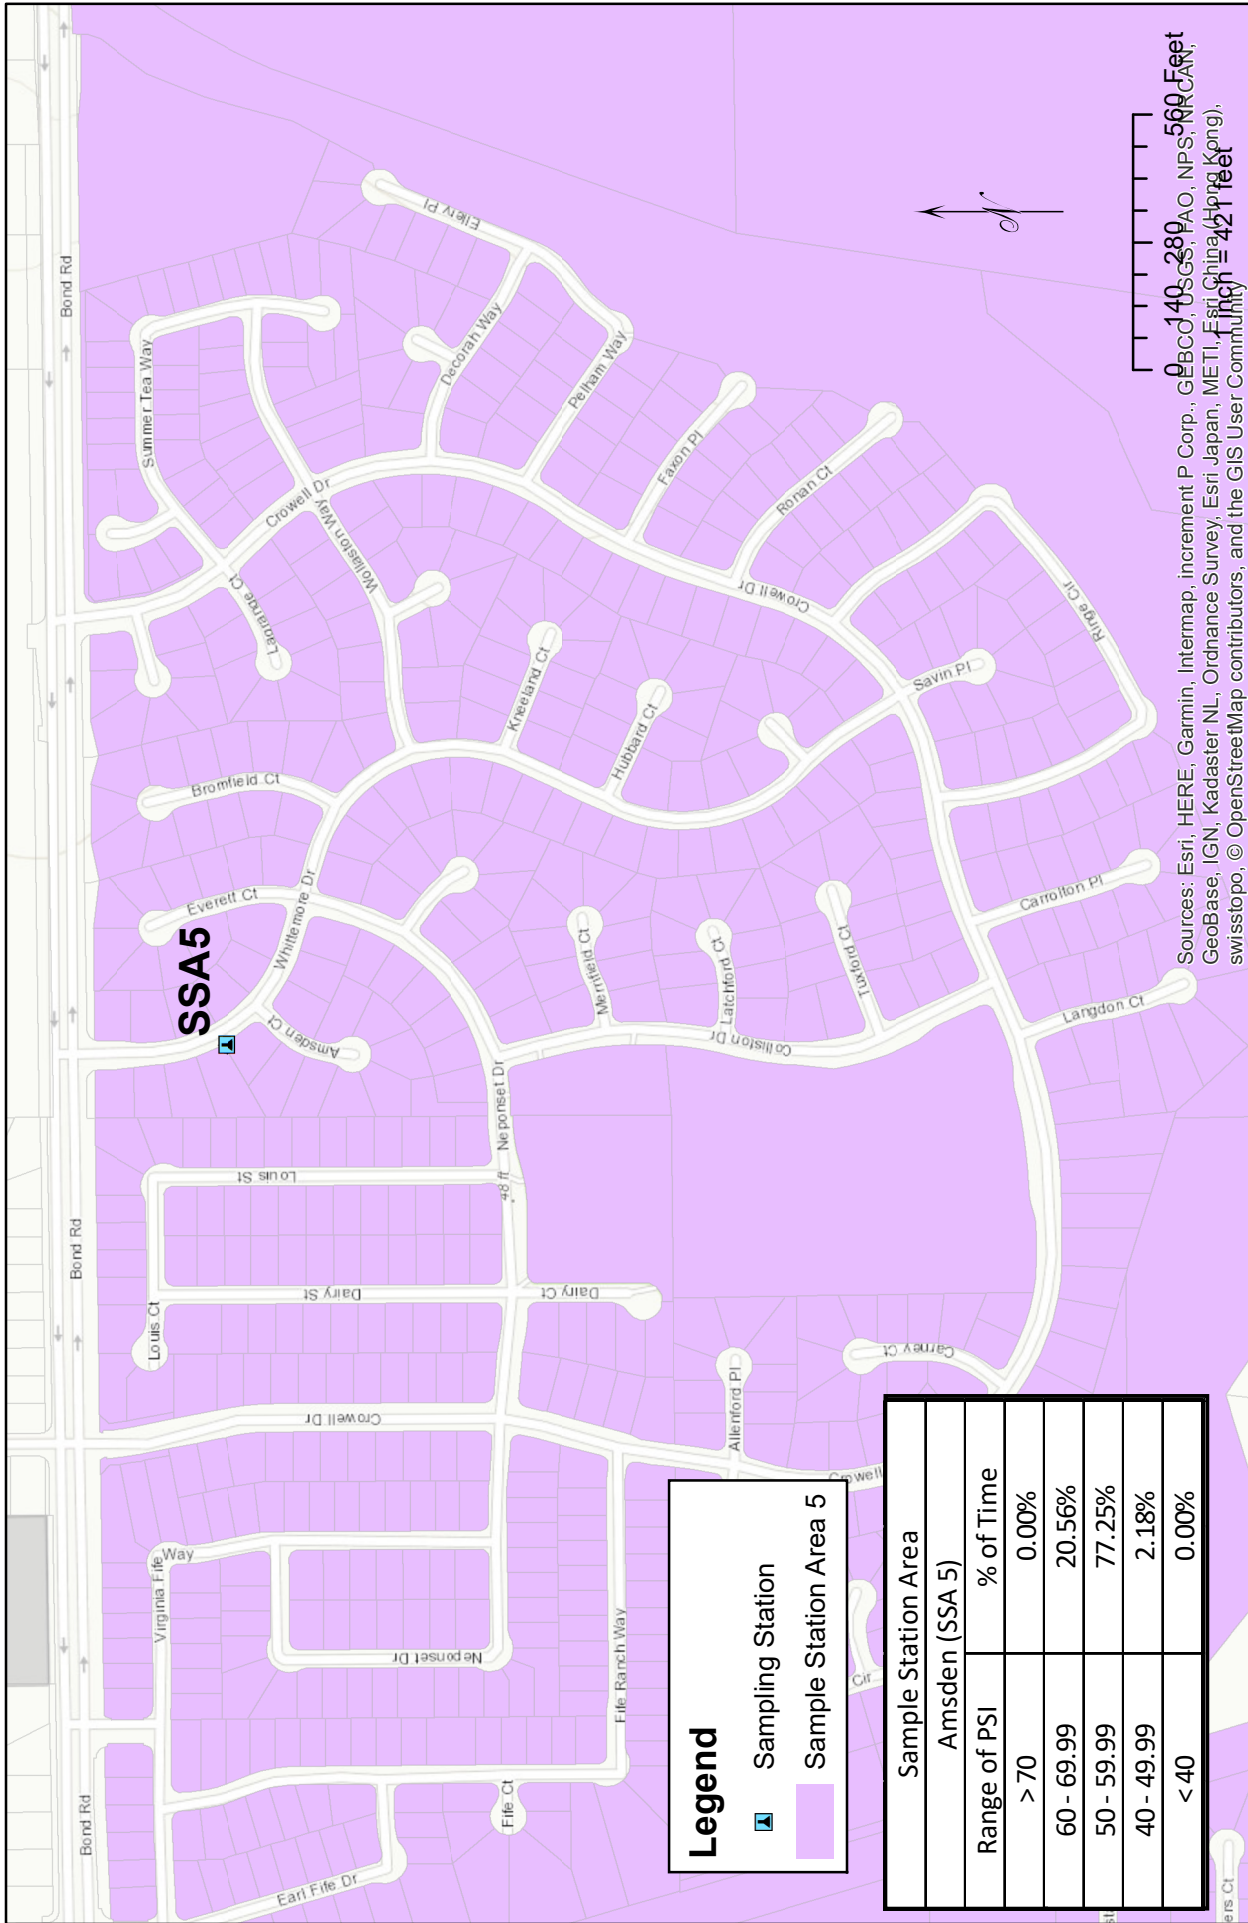 Bond Rd
Bond Rd
Bond Rd
Summer Tea Way
Ellery Pl
Decorah Way
Pelham Way
Crowell Dr
Wollaston Way
Lagrange Ct
Faxon Pl
Ronan Ct
Crowell Dr
Ringe Cir
Savin Pl
Kneeland Ct
Hubbard Ct
Bromfield Ct
Everett Ct
Whittemore Dr
SSA5
Amsden Ct
Merrifield Ct
Latchford Ct
Tuxford Ct
Colliston Dr
Carrolton Pl
Langdon Ct
Neponset Dr
48 ft
Louis St
Dairy St
Dairy Ct
Louis Ct
Crowell Dr
Allenford Pl
Carney Ct
Crowell
Virginia Fife Way
Neponset Dr
Fife Ranch Way
Fife Ct
Earl Fife Dr
Cir
ers Ct
N
0 140 280 560 Feet
1 inch = 421 feet
Sources: Esri, HERE, Garmin, Intermap, increment P Corp., GEBCO, USGS, FAO, NPS, NRCAN,
GeoBase, IGN, Kadaster NL, Ordnance Survey, Esri Japan, METI, Esri China (Hong Kong),
swisstopo, © OpenStreetMap contributors, and the GIS User Community
Legend
Sampling Station
Sample Station Area 5
Sample Station Area
Amsden (SSA 5)
Range of PSI % of Time
> 70 0.00%
60 - 69.99 20.56%
50 - 59.99 77.25%
40 - 49.99 2.18%
< 40 0.00%